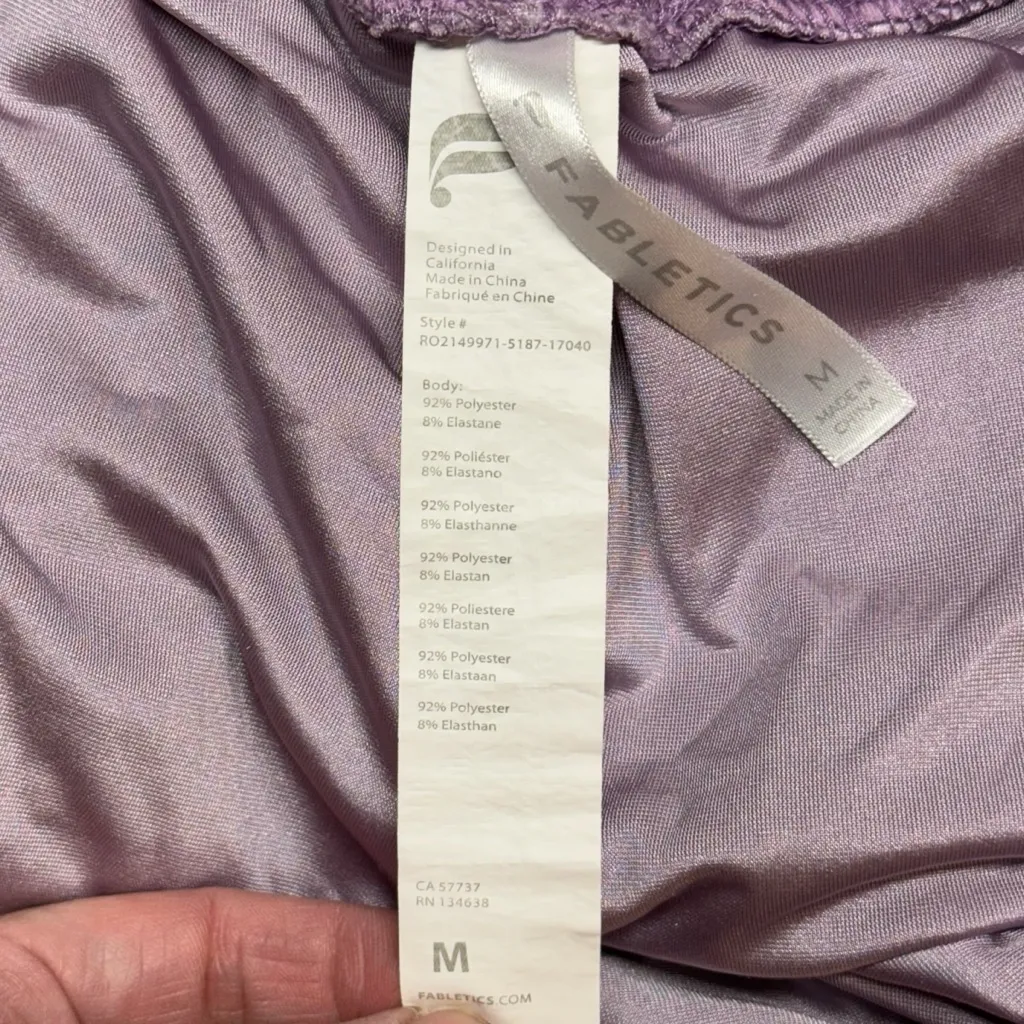 FABLETICS
M
MADE IN
CHINA
Designed in
California
Made in China
Fabriqué en Chine
Style #
RO2149971-5187-17040
Body:
92% Polyester
8% Elastane
92% Poliéster
8% Elastano
92% Polyester
8% Elasthanne
92% Polyester
8% Elastan
92% Poliestere
8% Elastan
92% Polyester
8% Elastaan
92% Polyester
8% Elasthan
CA 57737
RN 134638
M
FABLETICS.COM